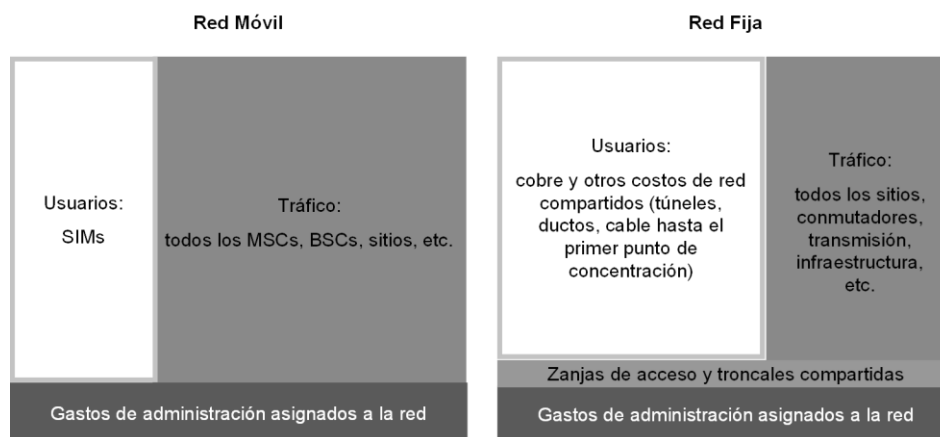 Red Móvil
Usuarios:
SIMs
Tráfico:
todos los MSCs, BSCs, sitios, etc.
Gastos de administración asignados a la red
Red Fija
Usuarios:
cobre y otros costos de red
compartidos (túneles,
ductos, cable hasta el
primer punto de
concentración)
Tráfico:
todos los sitios,
conmutadores,
transmisión,
infraestructura,
etc.
Zanjas de acceso y troncales compartidas
Gastos de administración asignados a la red